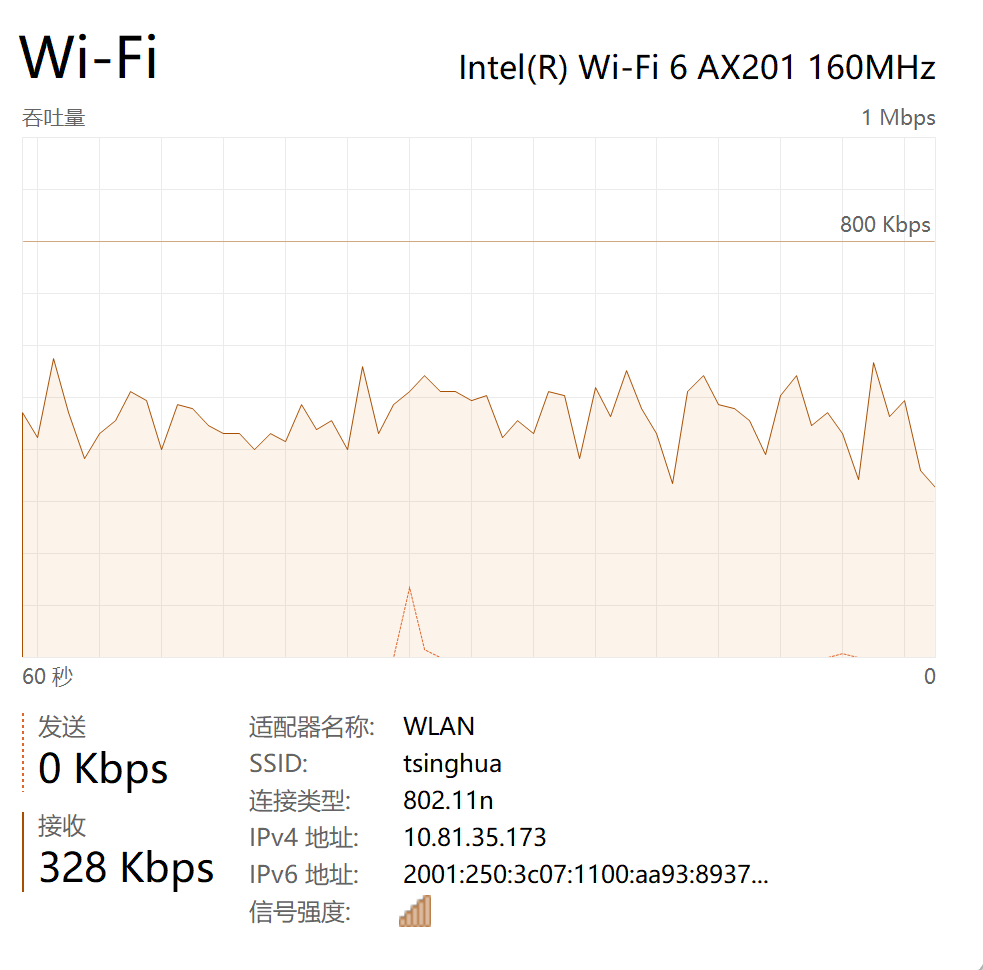 Wi-Fi
Intel(R) Wi-Fi 6 AX201 160MHz
吞吐量
1 Mbps
800 Kbps
60 秒
0
发送
0 Kbps
接收
328 Kbps
适配器名称: WLAN
SSID: tsinghua
连接类型: 802.11n
IPv4 地址: 10.81.35.173
IPv6 地址: 2001:250:3c07:1100:aa93:8937...
信号强度: